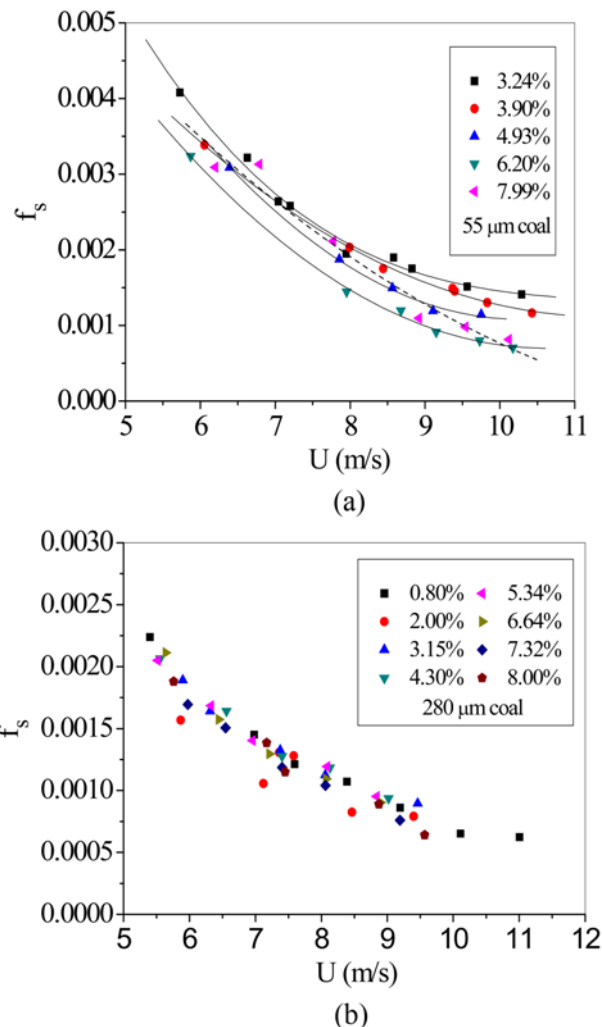 0.005
0.004
0.003
0.002
0.001
0.000
f_s
3.24%
3.90%
4.93%
6.20%
7.99%
55 μm coal
5 6 7 8 9 10 11
U (m/s)
(a)
0.0030
0.0025
0.0020
0.0015
0.0010
0.0005
0.0000
f_s
0.80% 5.34%
2.00% 6.64%
3.15% 7.32%
4.30% 8.00%
280 μm coal
5 6 7 8 9 10 11 12
U (m/s)
(b)